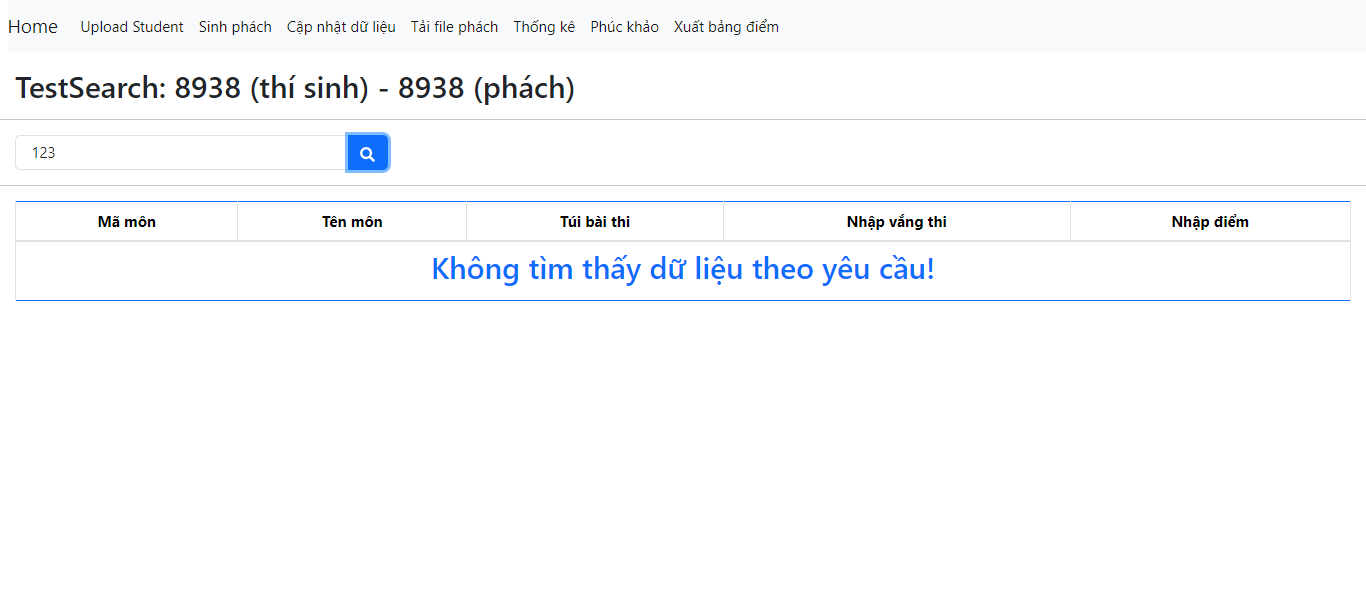 Home Upload Student Sinh phách Cập nhật dữ liệu Tải file phách Thống kê Phúc khảo Xuất bảng điểm
TestSearch: 8938 (thí sinh) - 8938 (phách)
123
Mã môn Tên môn Túi bài thi Nhập vắng thi Nhập điểm
Không tìm thấy dữ liệu theo yêu cầu!